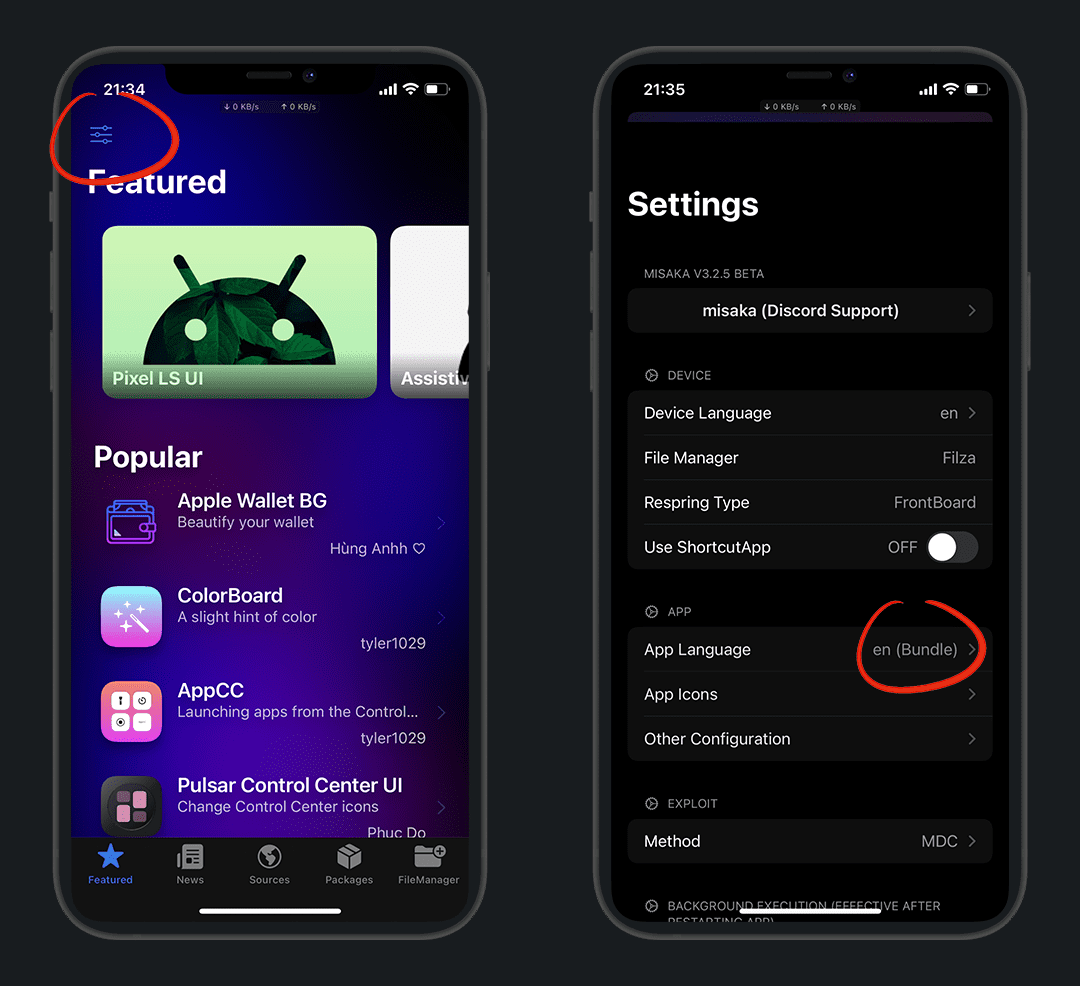 21:34
↓ 0 KB/s ↑ 0 KB/s
Featured
Pixel LS UI
Assistiv
Popular
Apple Wallet BG
Beautify your wallet
Hùng Anhh ♡
ColorBoard
A slight hint of color
tyler1029
AppCC
Launching apps from the Control...
tyler1029
Pulsar Control Center UI
Change Control Center icons
Phuc Do
Featured News Sources Packages FileManager
21:35
↓ 0 KB/s ↑ 0 KB/s
Settings
MISAKA V3.2.5 BETA
misaka (Discord Support)
DEVICE
Device Language en
File Manager Filza
Respring Type FrontBoard
Use ShortcutApp OFF
APP
App Language en (Bundle)
App Icons
Other Configuration
EXPLOIT
Method MDC
BACKGROUND EXECUTION (EFFECTIVE AFTER
RESTARTING APP)